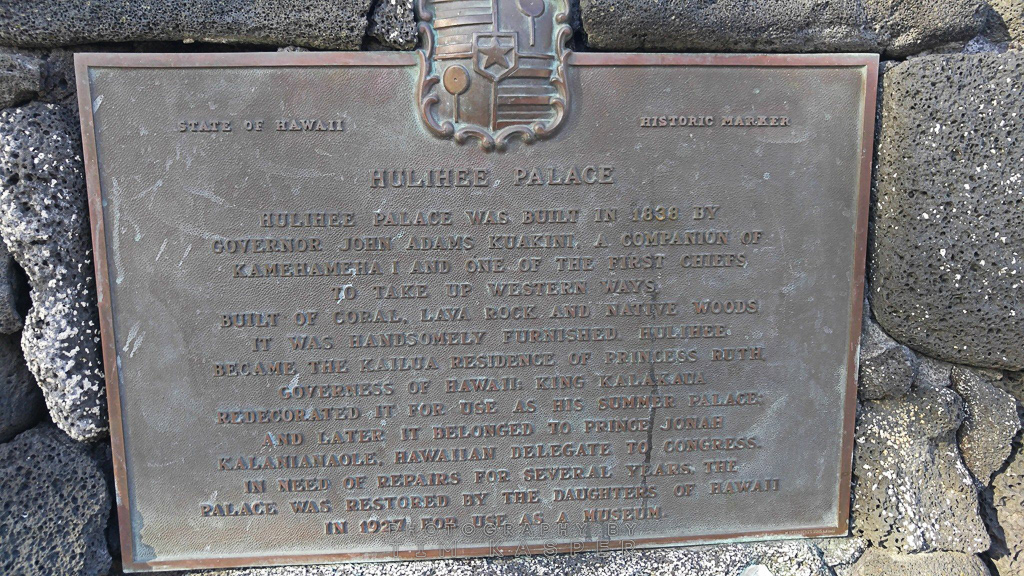 STATE OF HAWAII
HISTORIC MARKER
HULIHEE PALACE
HULIHEE PALACE WAS BUILT IN 1838 BY
GOVERNOR JOHN ADAMS KUAKINI, A COMPANION OF
KAMEHAMEHA I AND ONE OF THE FIRST CHIEFS
TO TAKE UP WESTERN WAYS.
BUILT OF CORAL, LAVA ROCK AND NATIVE WOODS,
IT WAS HANDSOMELY FURNISHED. HULIHEE
BECAME THE KAILUA RESIDENCE OF PRINCESS RUTH,
GOVERNESS OF HAWAII; KING KALAKAUA
REDECORATED IT FOR USE AS HIS SUMMER PALACE;
AND LATER IT BELONGED TO PRINCE JONAH
KALANIANAOLE, HAWAIIAN DELEGATE TO CONGRESS.
IN NEED OF REPAIRS FOR SEVERAL YEARS, THE
PALACE WAS RESTORED BY THE DAUGHTERS OF HAWAII
IN 1927 FOR USE AS A MUSEUM.
PHOTOGRAPHY BY
KASPER